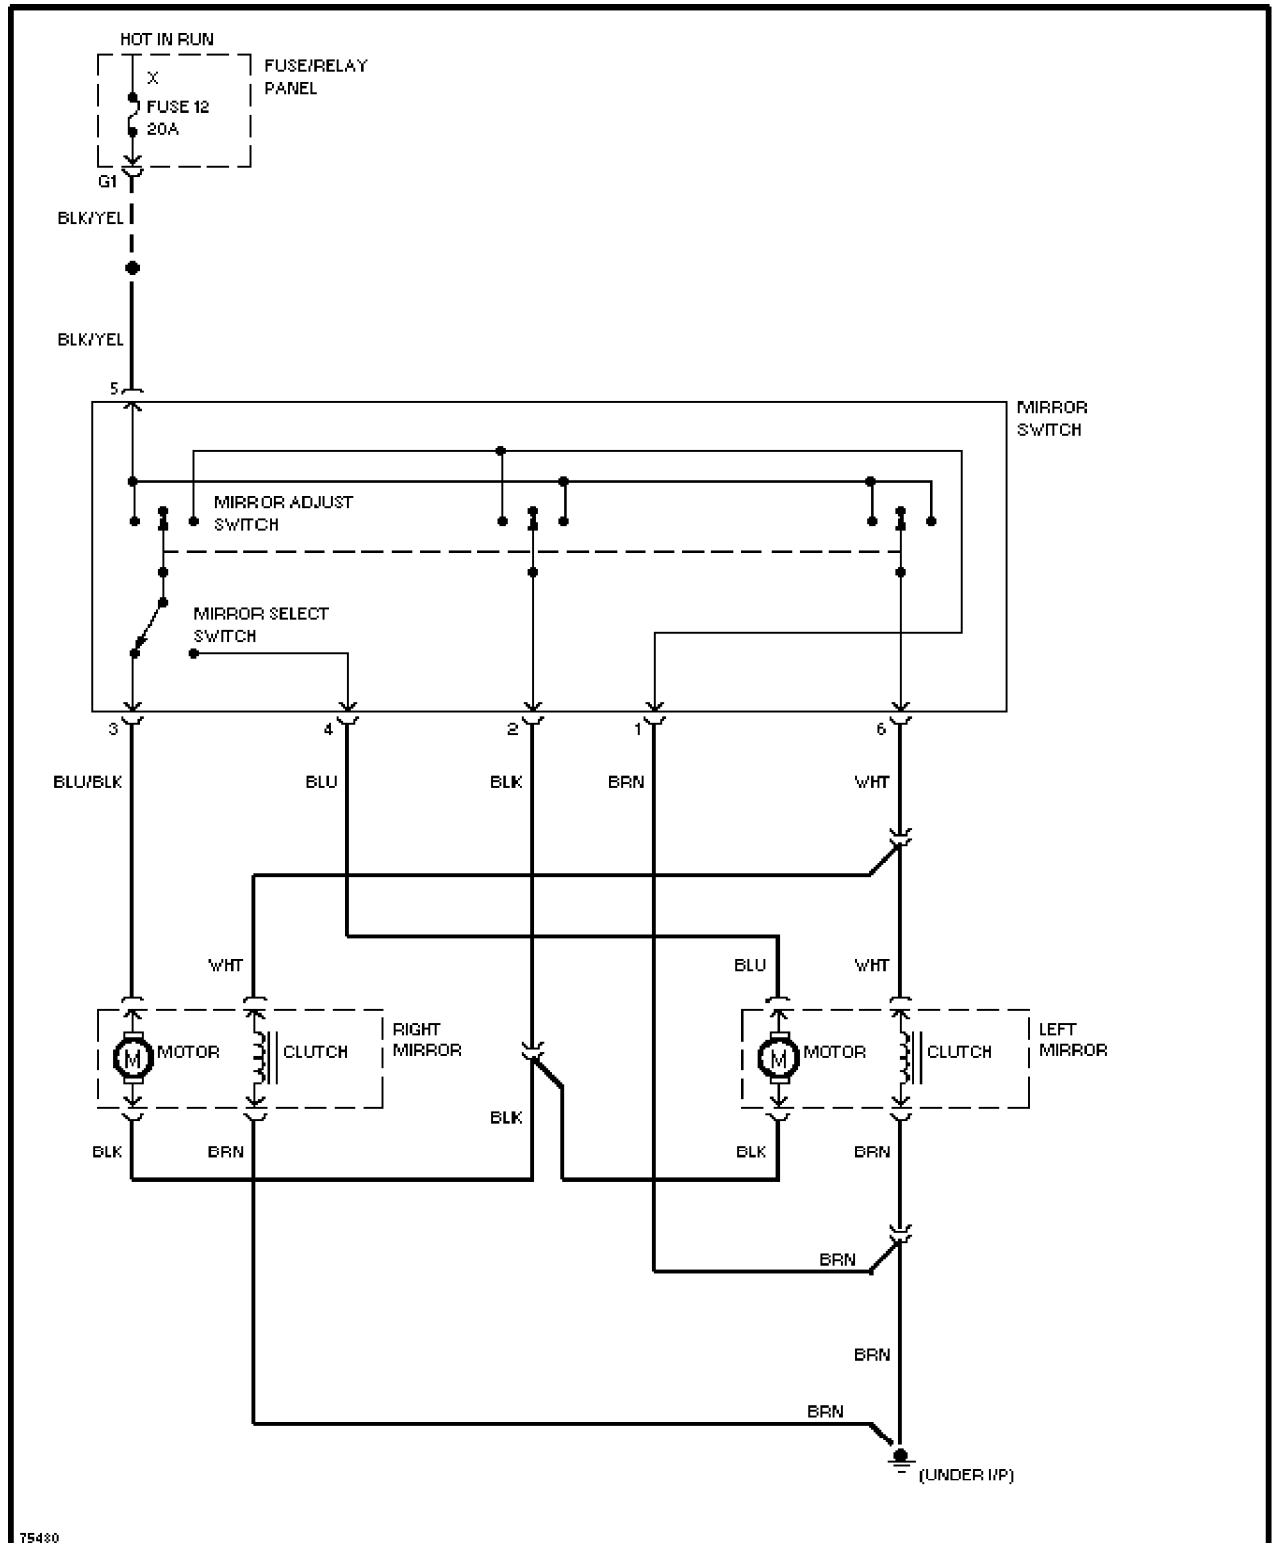 HOT IN RUN
X
FUSE 12
20A
FUSE/RELAY
PANEL
G1
BLK/YEL
BLK/YEL
5
MIRROR
SWITCH
MIRROR ADJUST
SWITCH
MIRROR SELECT
SWITCH
3
4
2
1
6
BLU/BLK
BLU
BLK
BRN
WHT
WHT
BLU
WHT
M
MOTOR
CLUTCH
RIGHT
MIRROR
M
MOTOR
CLUTCH
LEFT
MIRROR
BLK
BLK
BRN
BLK
BRN
BRN
BRN
BRN
(UNDER I/P)
75480